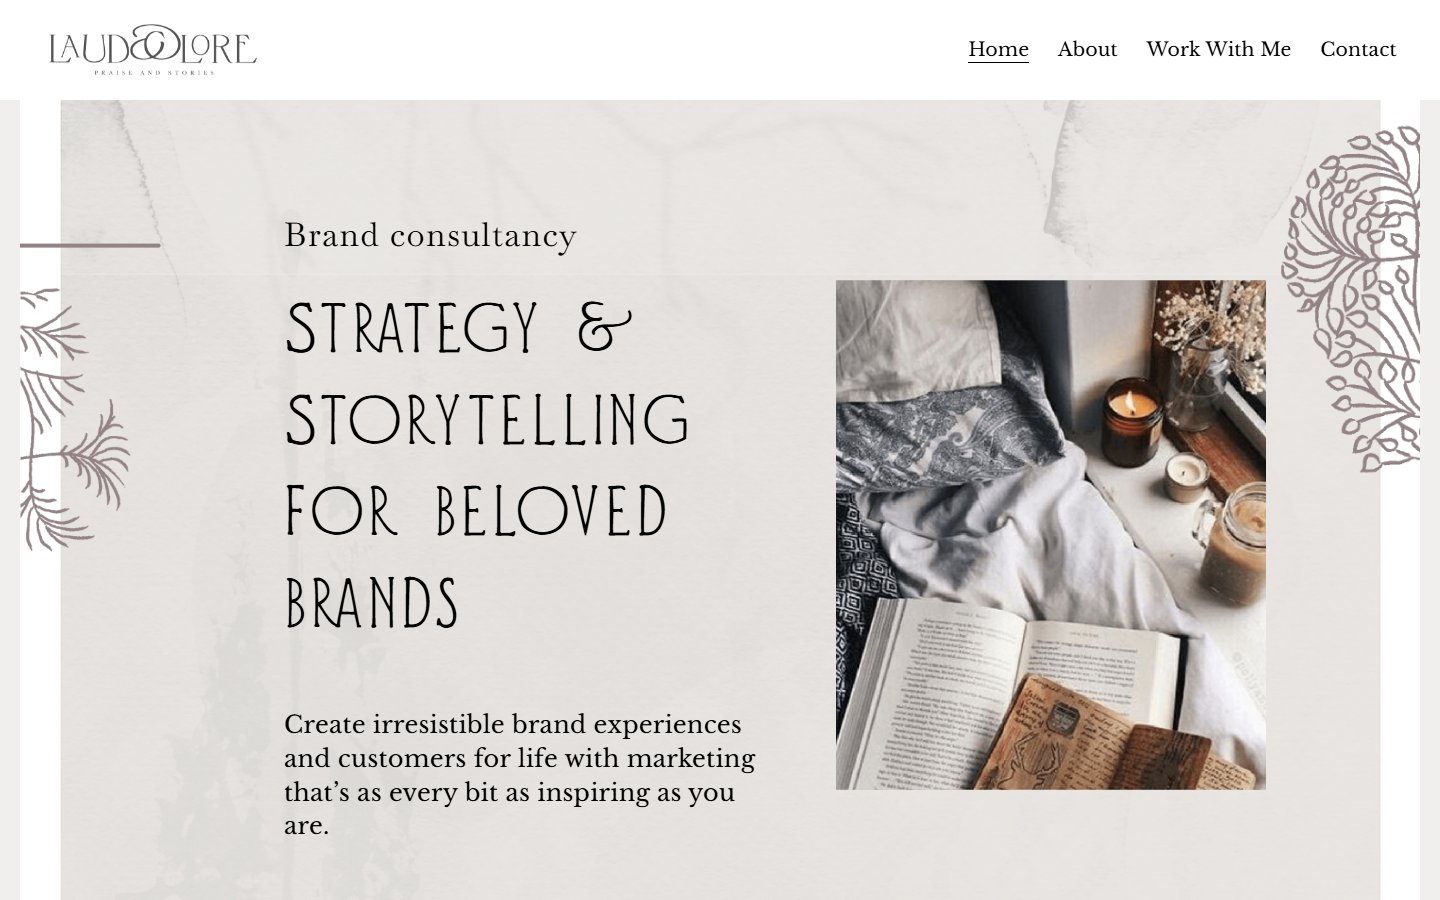 LAUD & LORE
PRAISE AND STORIES
Home
About
Work With Me
Contact
Brand consultancy
STRATEGY &
STORYTELLING
FOR BELOVED
BRANDS
Create irresistible brand experiences
and customers for life with marketing
that’s as every bit as inspiring as you
are.